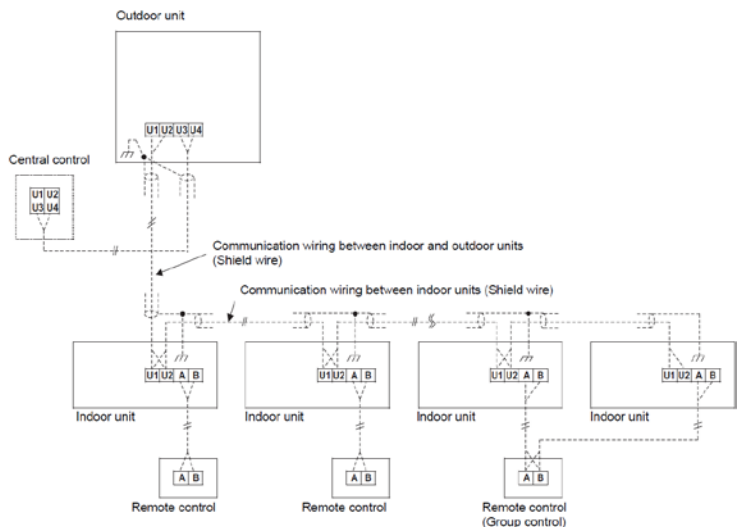 Outdoor unit
U1 U2 U3 U4
Central control
U1 U2
U3 U4
Communication wiring between indoor and outdoor units
(Shield wire)
Communication wiring between indoor units (Shield wire)
U1 U2 A B
U1 U2 A B
U1 U2 A B
U1 U2 A B
Indoor unit
Indoor unit
Indoor unit
Indoor unit
A B
A B
A B
Remote control
Remote control
Remote control
(Group control)